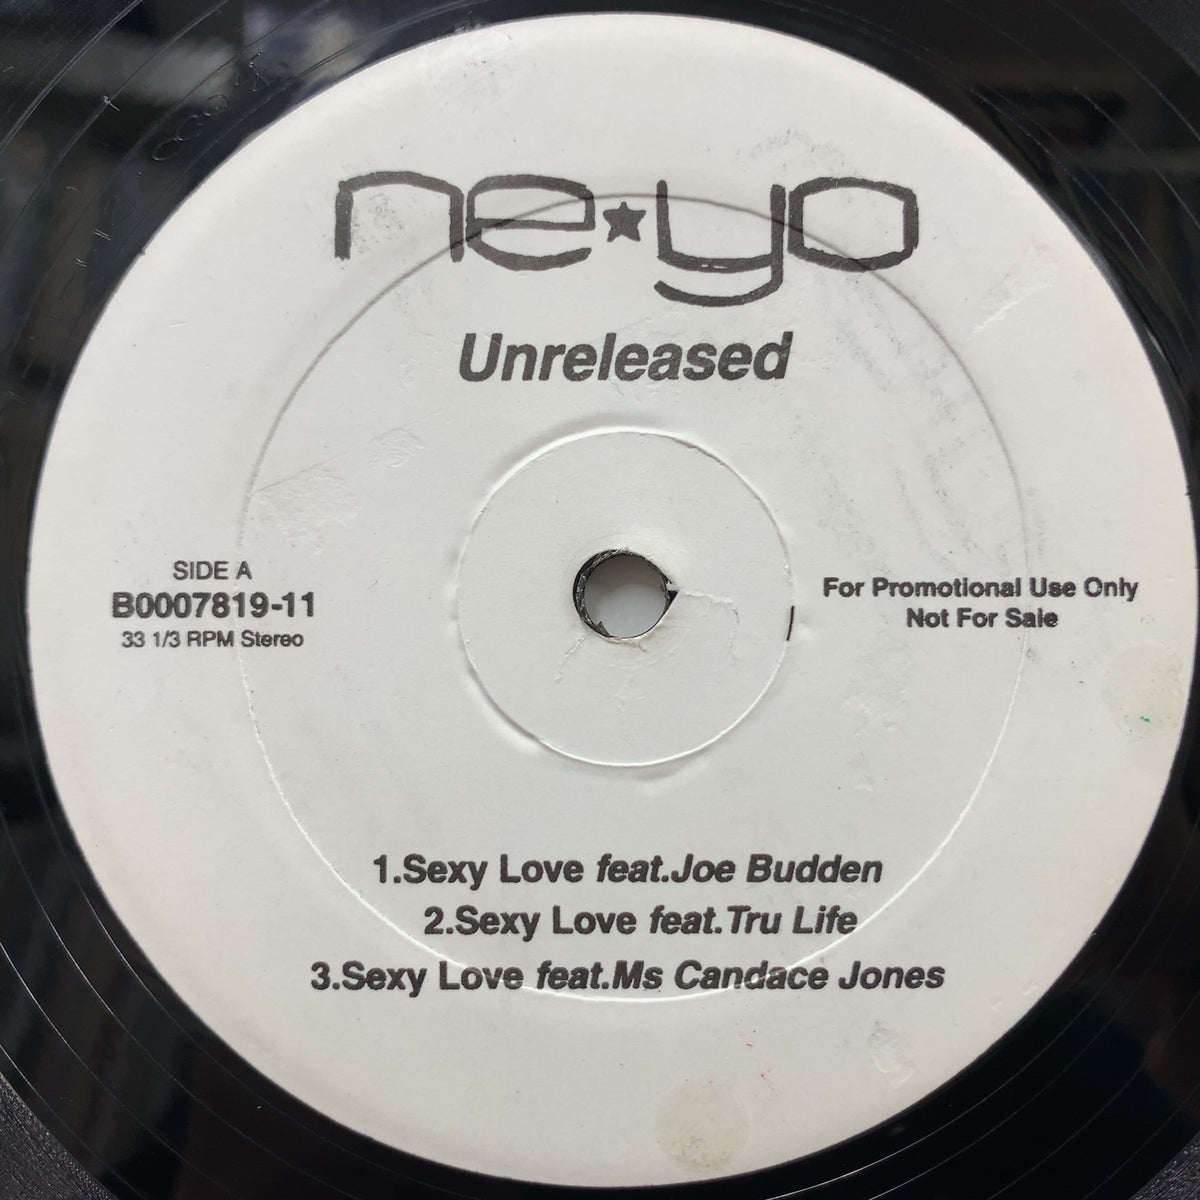 ne★yo
Unreleased
SIDE A
B0007819-11
33 1/3 RPM Stereo
For Promotional Use Only
Not For Sale
1.Sexy Love feat.Joe Budden
2.Sexy Love feat.Tru Life
3.Sexy Love feat.Ms Candace Jones